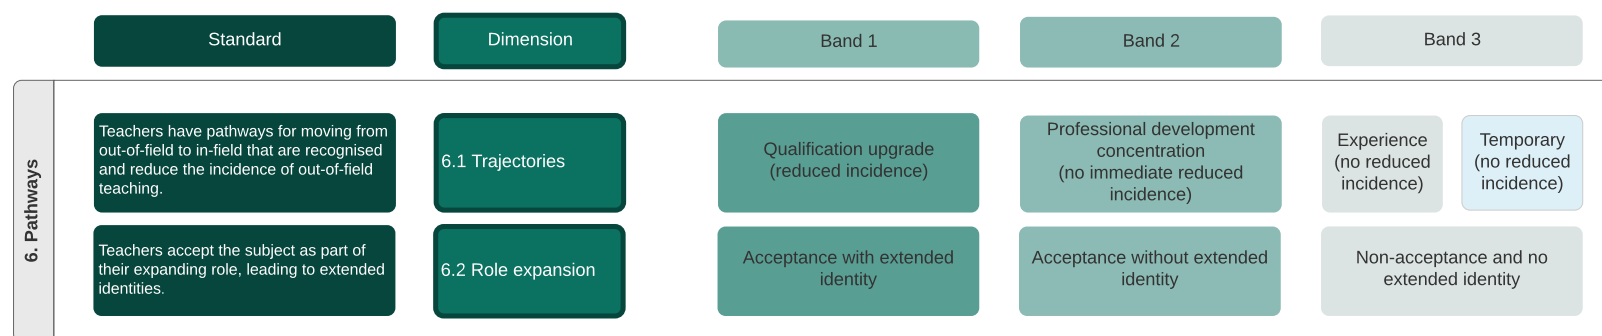 Standard
Dimension
Band 1
Band 2
Band 3
6. Pathways
Teachers have pathways for moving from
out-of-field to in-field that are recognised
and reduce the incidence of out-of-field
teaching.
6.1 Trajectories
Qualification upgrade
(reduced incidence)
Professional development
concentration
(no immediate reduced
incidence)
Experience
(no reduced
incidence)
Temporary
(no reduced
incidence)
Teachers accept the subject as part of
their expanding role, leading to extended
identities.
6.2 Role expansion
Acceptance with extended
identity
Acceptance without extended
identity
Non-acceptance and no
extended identity